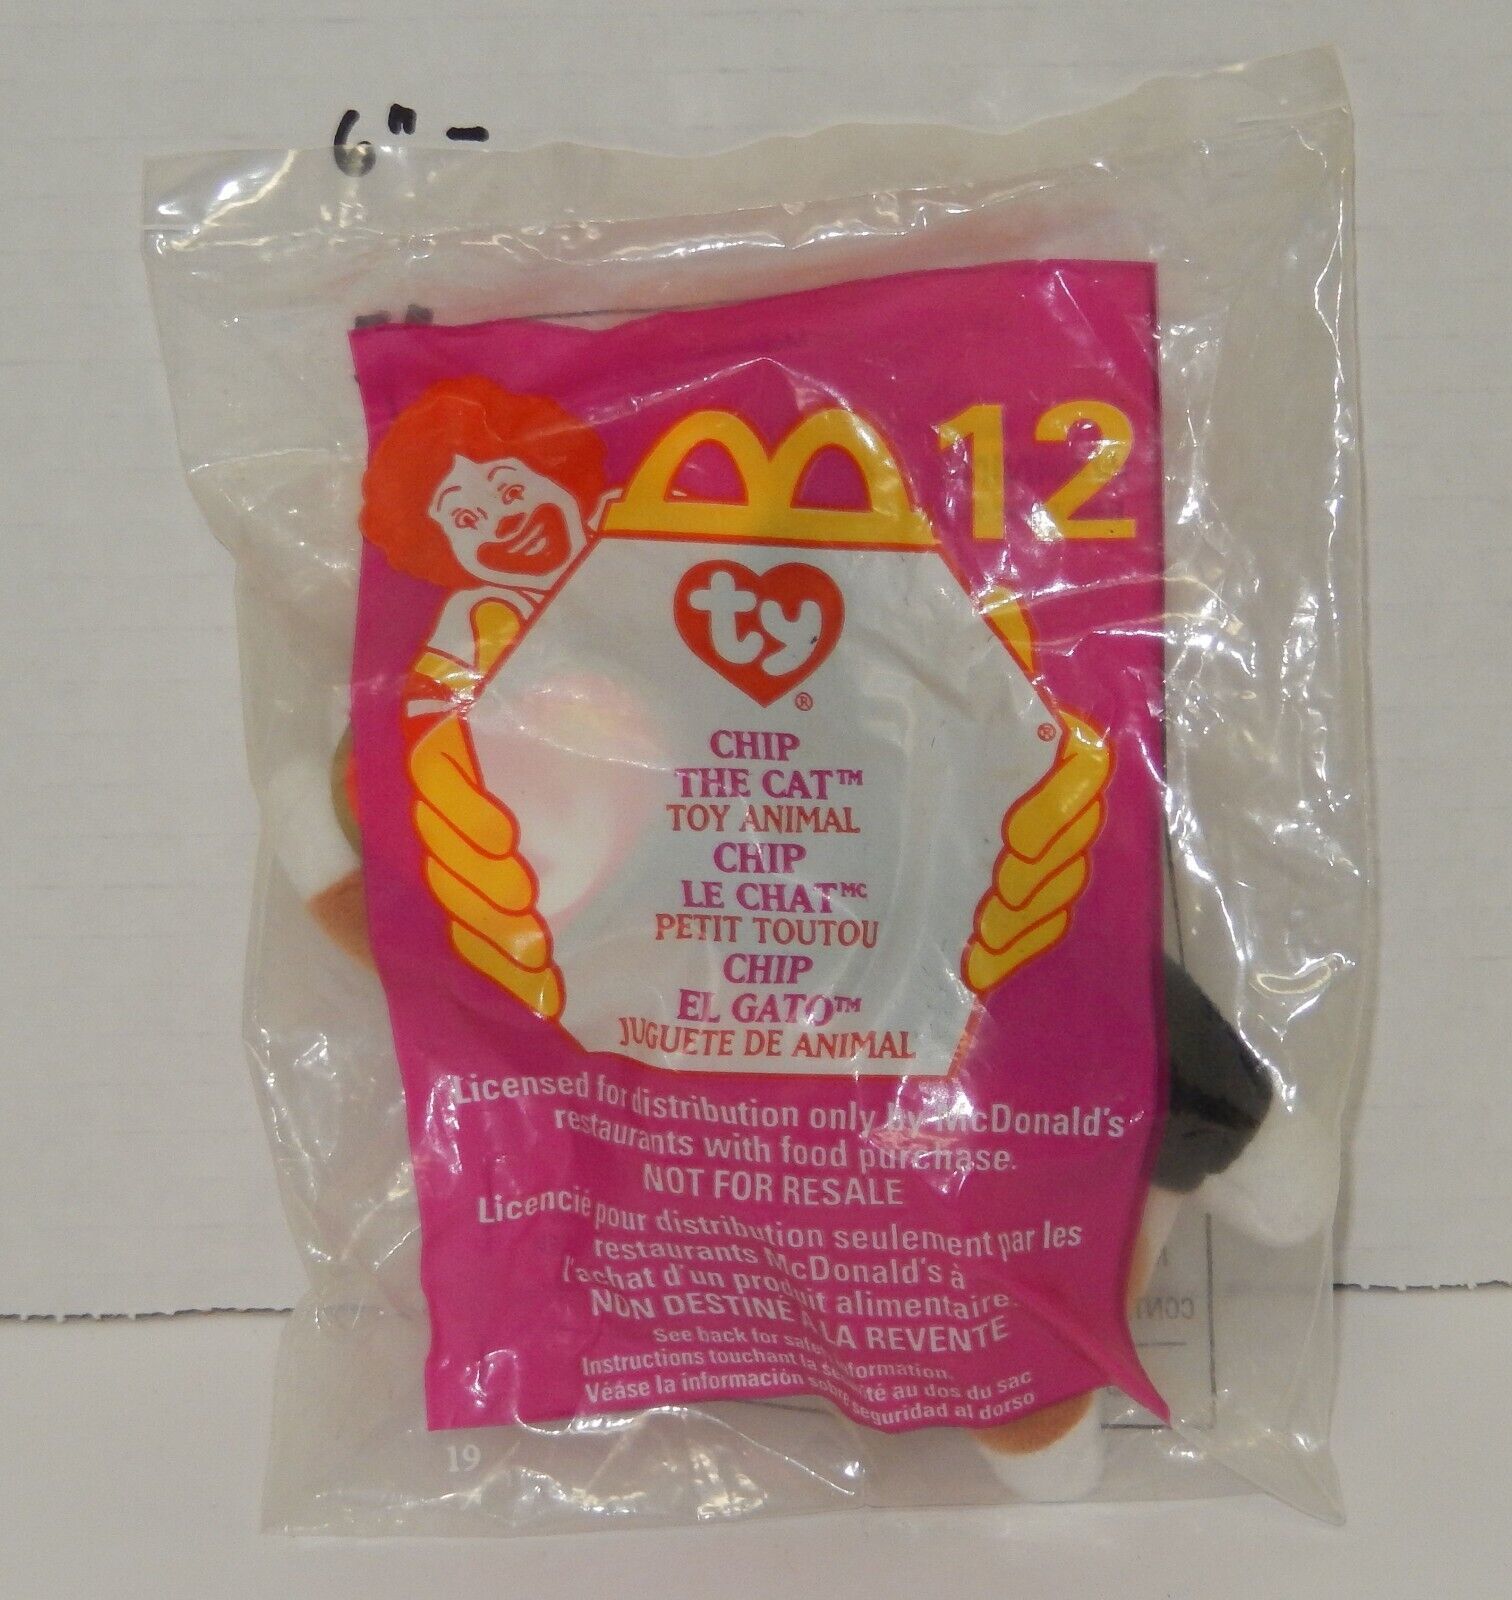 6" -
12
ty®
®
CHIP
THE CAT™
TOY ANIMAL
CHIP
LE CHAT MC
PETIT TOUTOU
CHIP
EL GATO™
JUGUETE DE ANIMAL
Licensed for distribution only by McDonald's
restaurants with food purchase.
NOT FOR RESALE
Licencié pour distribution seulement par les
restaurants McDonald's à
l'achat d'un produit alimentaire.
NON DESTINÉ À LA REVENTE
See back for safety information.
Instructions touchant la sécurité au dos du sac
Véase la información sobre seguridad al dorso
19